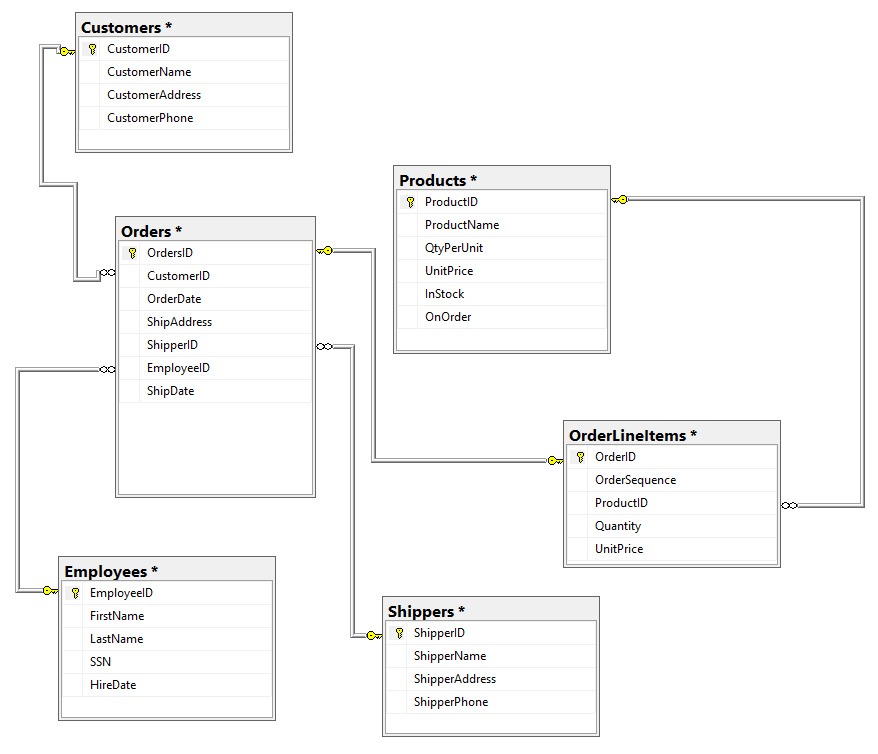 Customers *
CustomerID
CustomerName
CustomerAddress
CustomerPhone
Products *
ProductID
ProductName
QtyPerUnit
UnitPrice
InStock
OnOrder
Orders *
OrdersID
CustomerID
OrderDate
ShipAddress
ShipperID
EmployeeID
ShipDate
OrderLineItems *
OrderID
OrderSequence
ProductID
Quantity
UnitPrice
Employees *
EmployeeID
FirstName
LastName
SSN
HireDate
Shippers *
ShipperID
ShipperName
ShipperAddress
ShipperPhone